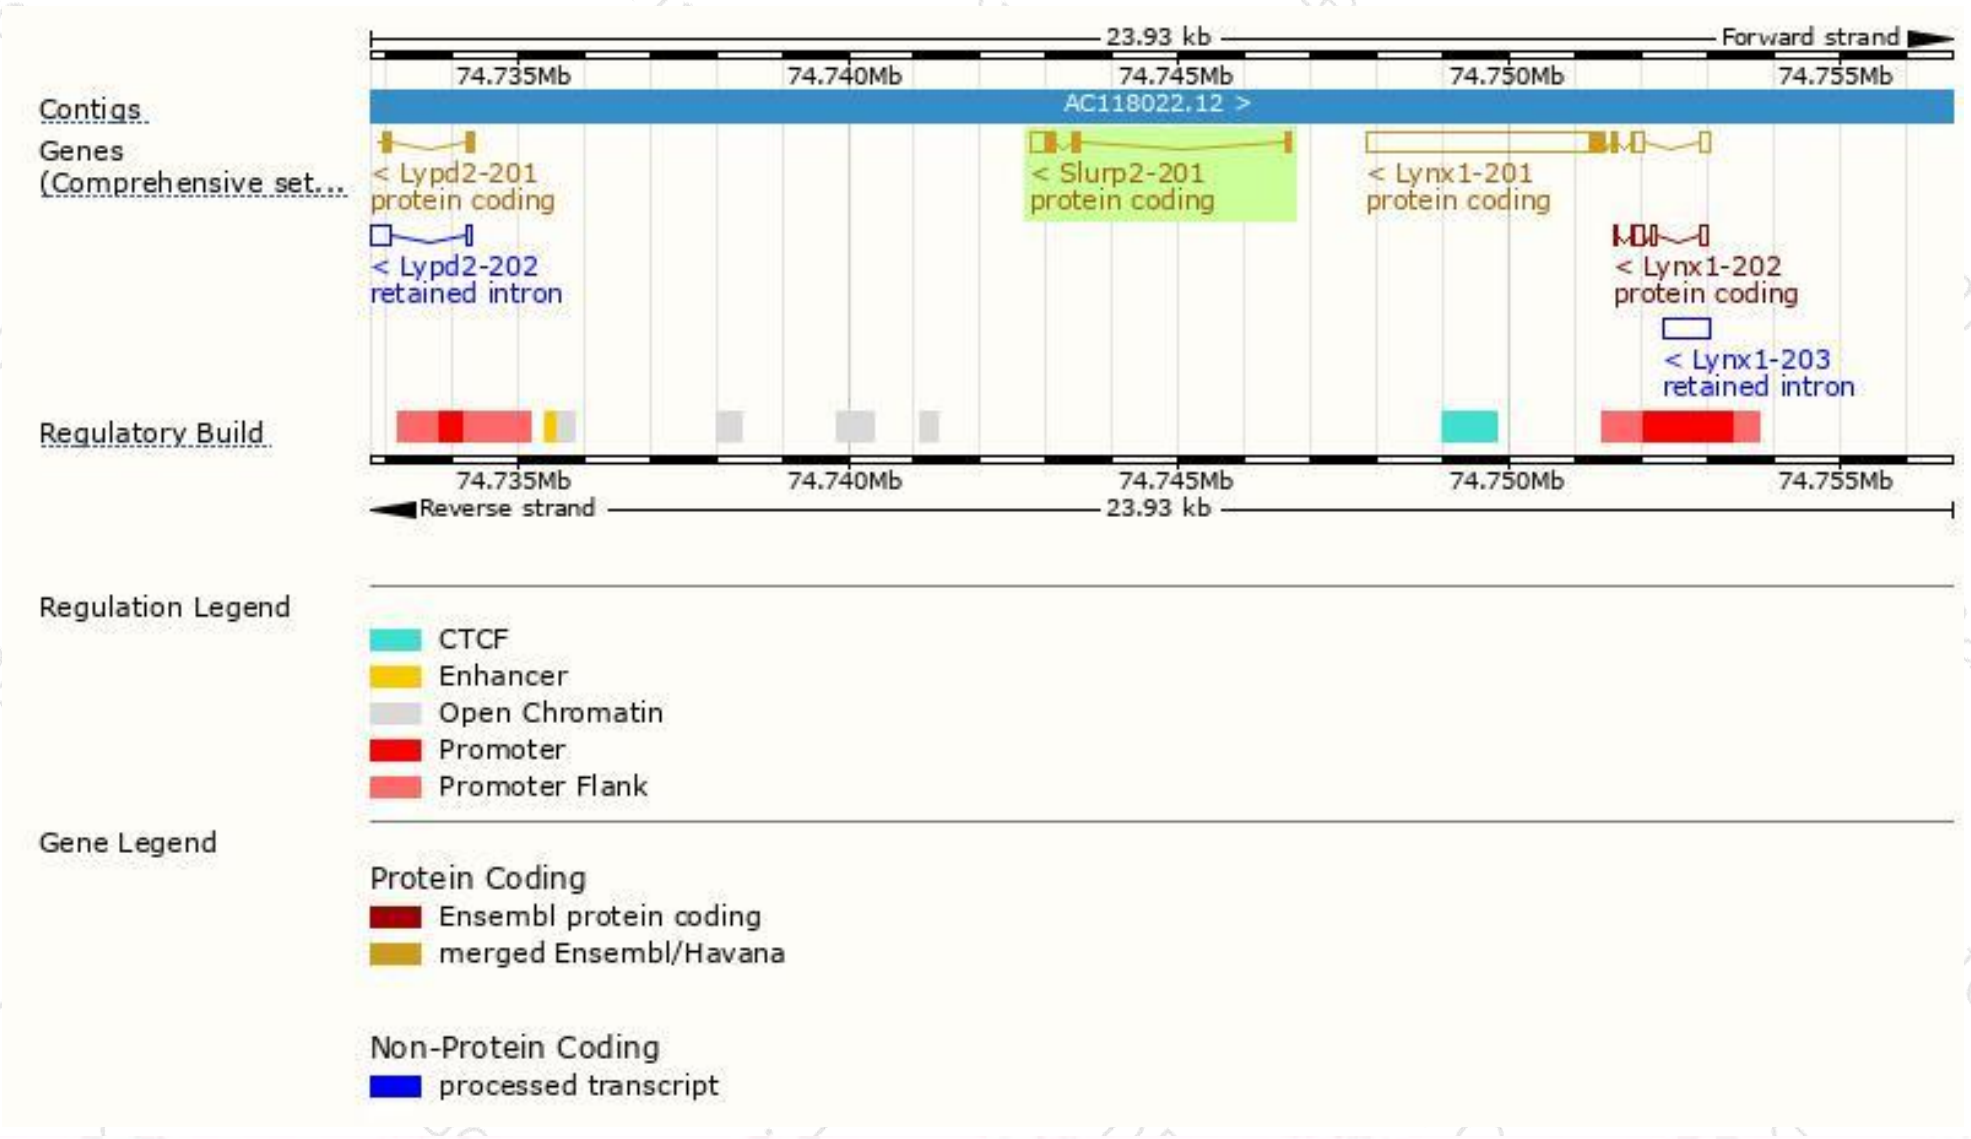 23.93 kb Forward strand
74.735Mb 74.740Mb 74.745Mb 74.750Mb 74.755Mb
Contigs AC118022.12 >
Genes
(Comprehensive set...
< Lypd2-201 < Slurp2-201 < Lynx1-201
protein coding protein coding protein coding
< Lypd2-202 < Lynx1-202
retained intron protein coding
< Lynx1-203
retained intron
Regulatory Build
74.735Mb 74.740Mb 74.745Mb 74.750Mb 74.755Mb
Reverse strand 23.93 kb
Regulation Legend
CTCF
Enhancer
Open Chromatin
Promoter
Promoter Flank
Gene Legend
Protein Coding
Ensembl protein coding
merged Ensembl/Havana
Non-Protein Coding
processed transcript